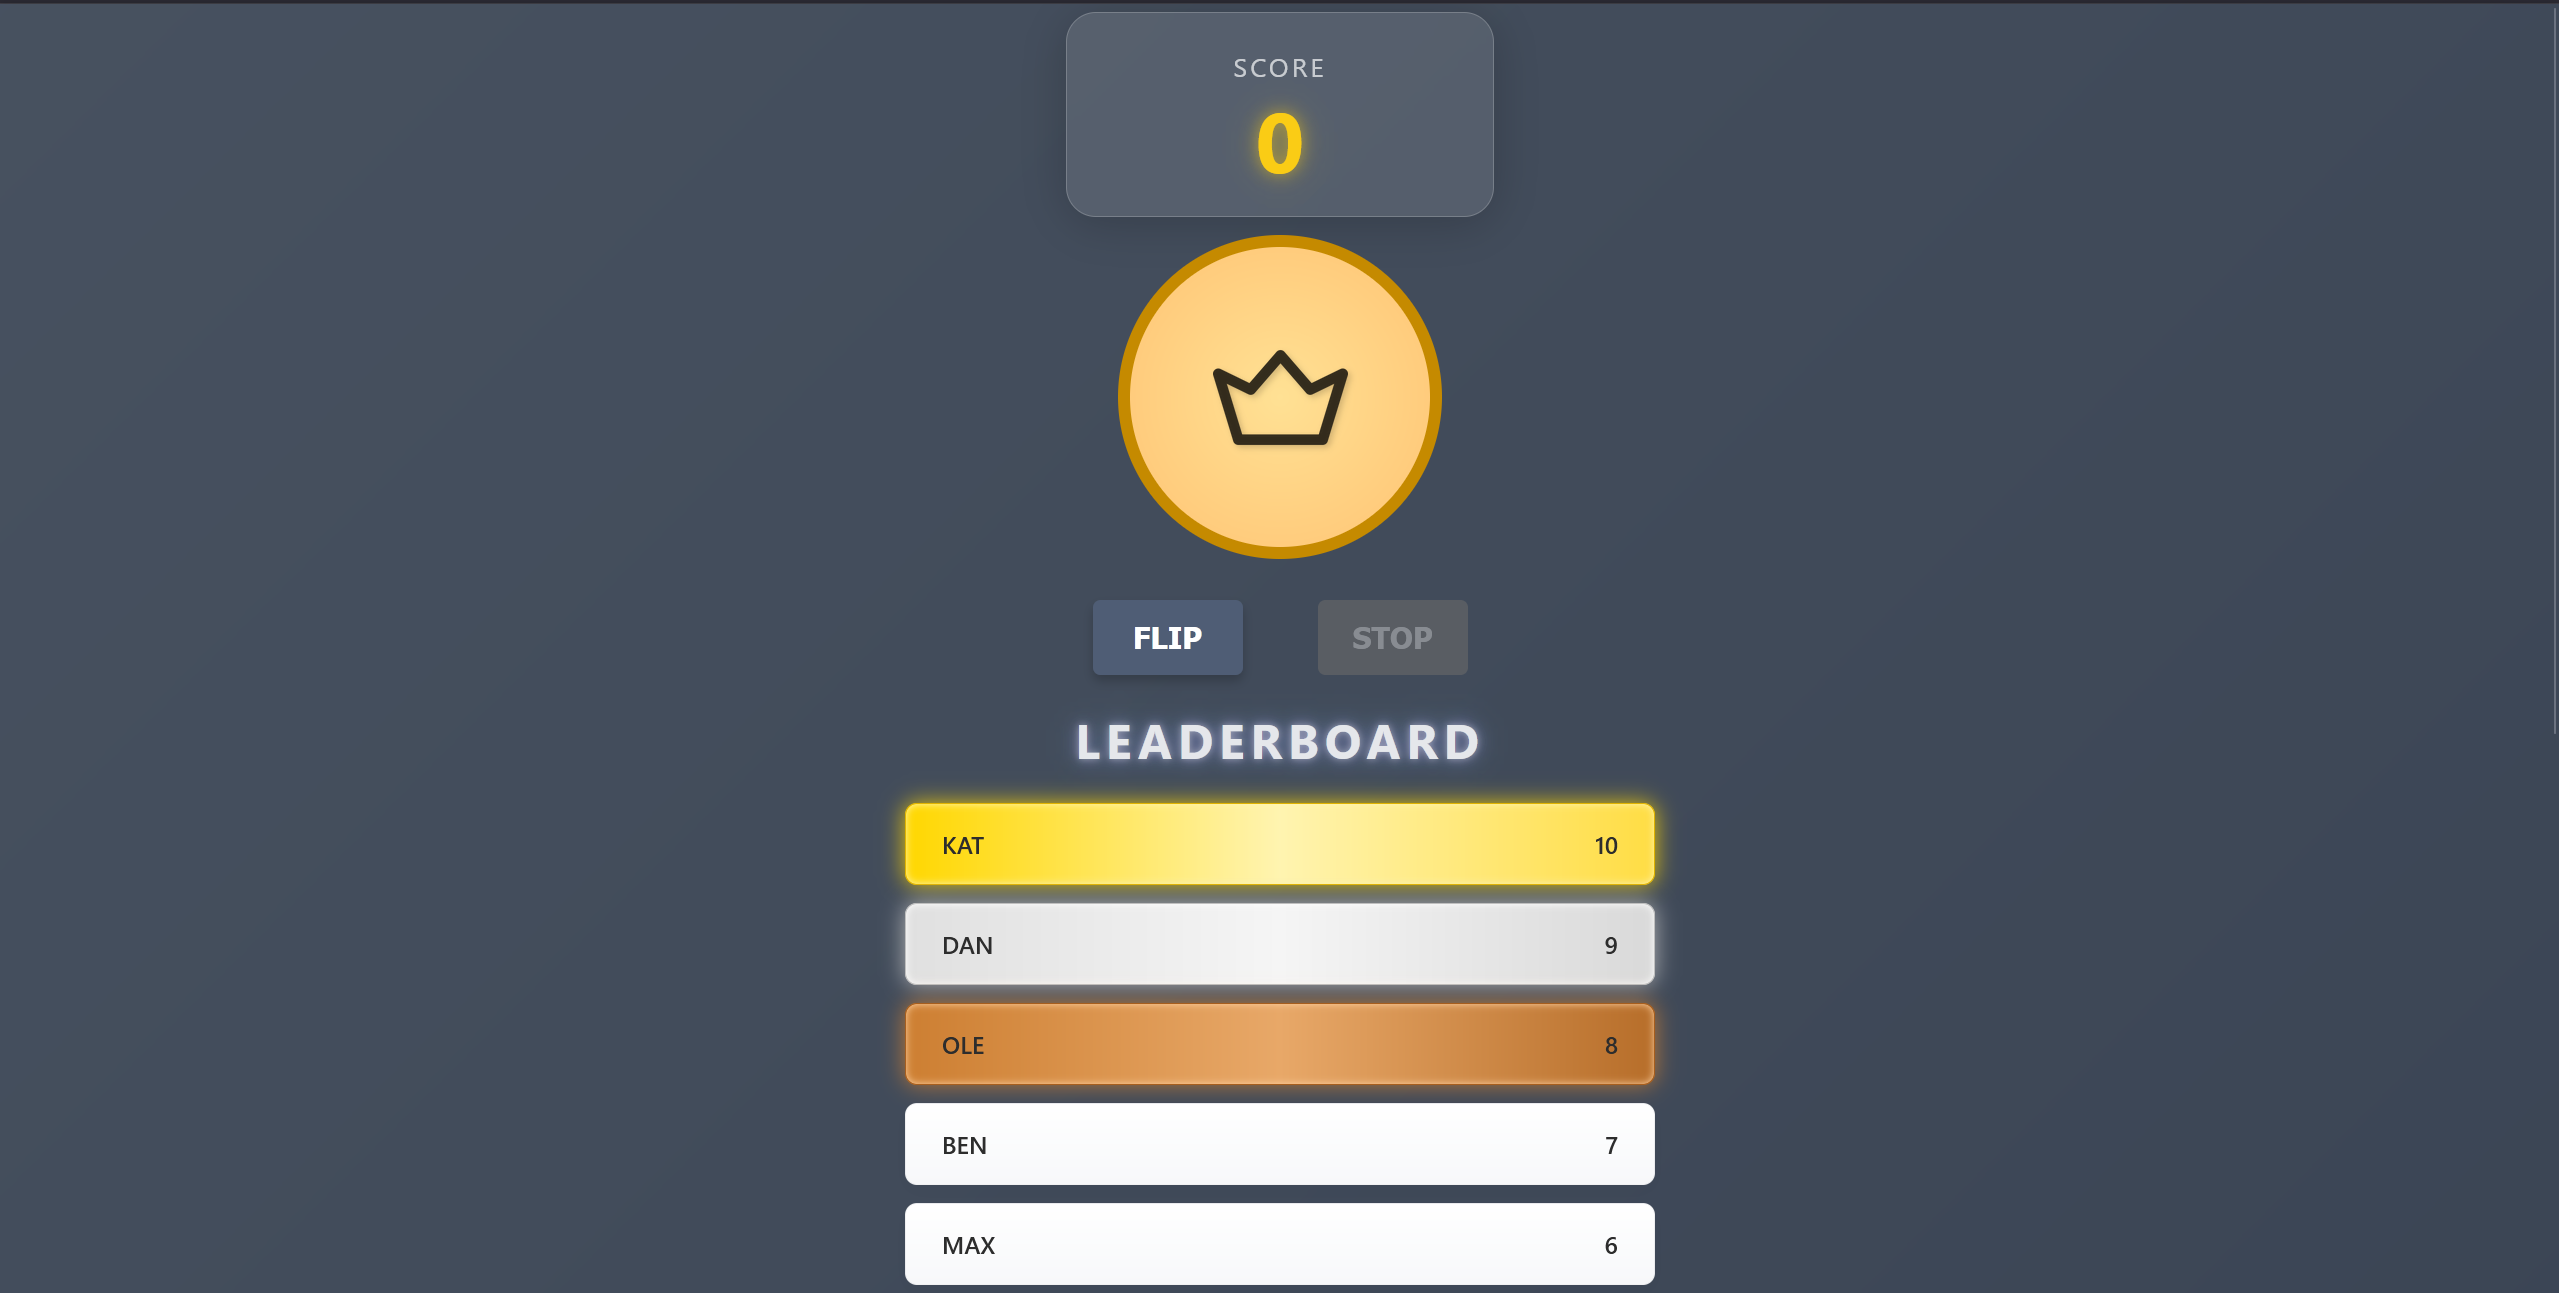 SCORE
0
FLIP STOP
LEADERBOARD
KAT 10
DAN 9
OLE 8
BEN 7
MAX 6